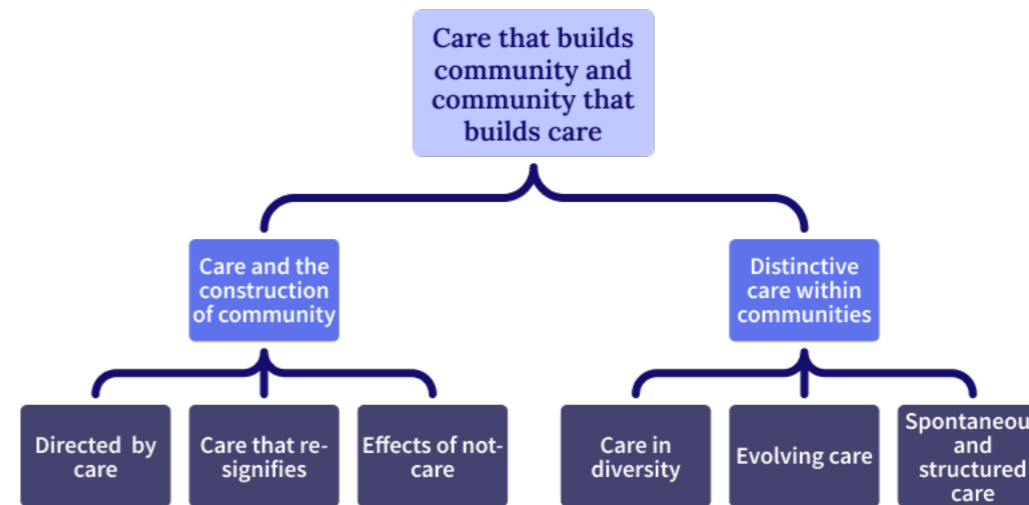 Care that builds
community and
community that
builds care
Care and the
construction
of community
Distinctive
care within
communities
Directed by
care
Care that re-
signifies
Effects of not-
care
Care in
diversity
Evolving care
Spontaneou
and
structured
care